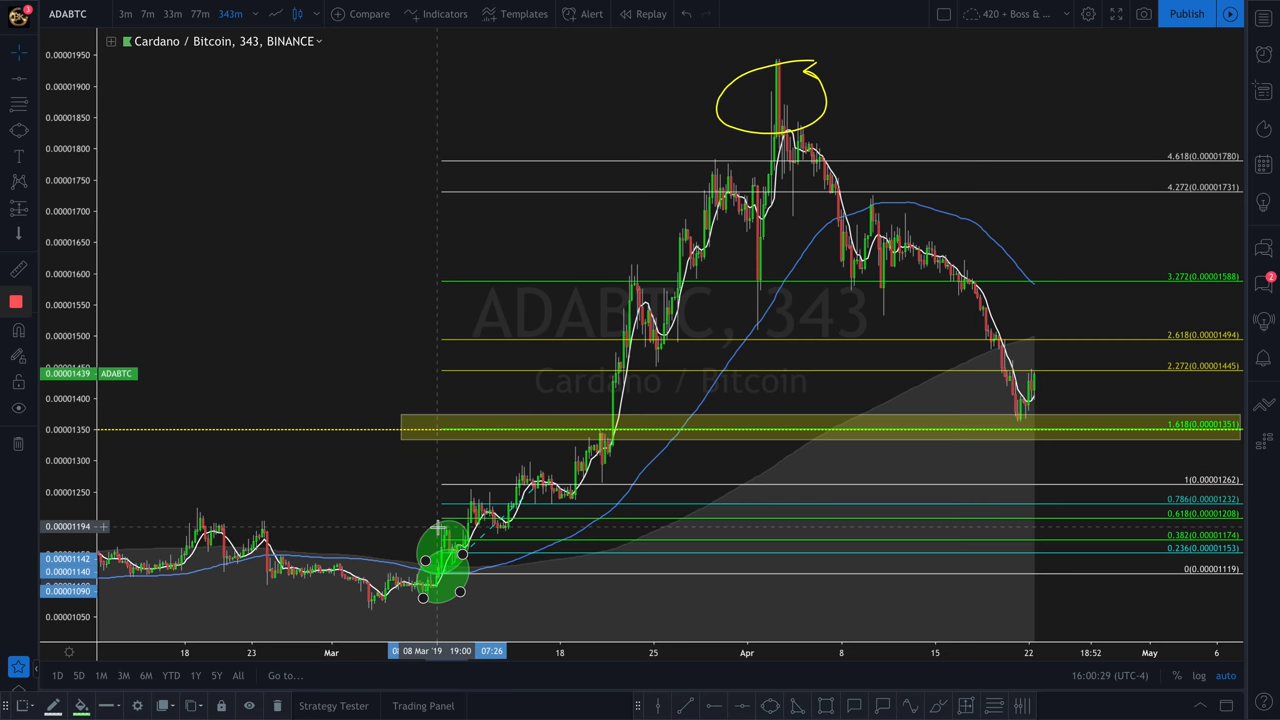 3
ADABTC
3m 7m 33m 77m 343m
Compare
Indicators
Templates
Alert
Replay
420 + Boss & ...
Publish
Cardano / Bitcoin, 343, BINANCE
0.00001950
0.00001900
0.00001850
0.00001800
0.00001750
0.00001700
0.00001650
0.00001600
0.00001550
0.00001500
0.00001439 ADABTC
0.00001400
0.00001350
0.00001300
0.00001250
0.00001194
0.00001142
0.00001140
0.00001090
0.00001050
4.618(0.00001780)
4.272(0.00001731)
3.272(0.00001588)
2.618(0.00001494)
2.272(0.00001445)
1.618(0.00001351)
1(0.00001262)
0.786(0.00001232)
0.618(0.00001208)
0.382(0.00001174)
0.236(0.00001153)
0(0.00001119)
ADABTC, 343
Cardano / Bitcoin
2
18 23 Mar 08 Mar '19 19:00 07:26 18 25 Apr 8 15 22 18:52 May 6
1D 5D 1M 3M 6M YTD 1Y 5Y All Go to...
16:00:29 (UTC-4) % log auto
Strategy Tester
Trading Panel